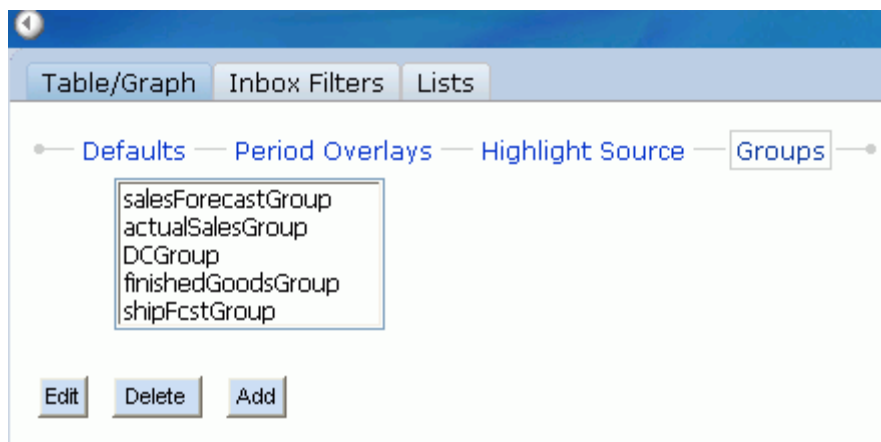 Table/Graph Inbox Filters Lists
Defaults Period Overlays Highlight Source Groups
salesForecastGroup
actualSalesGroup
DCGroup
finishedGoodsGroup
shipFcstGroup
Edit Delete Add